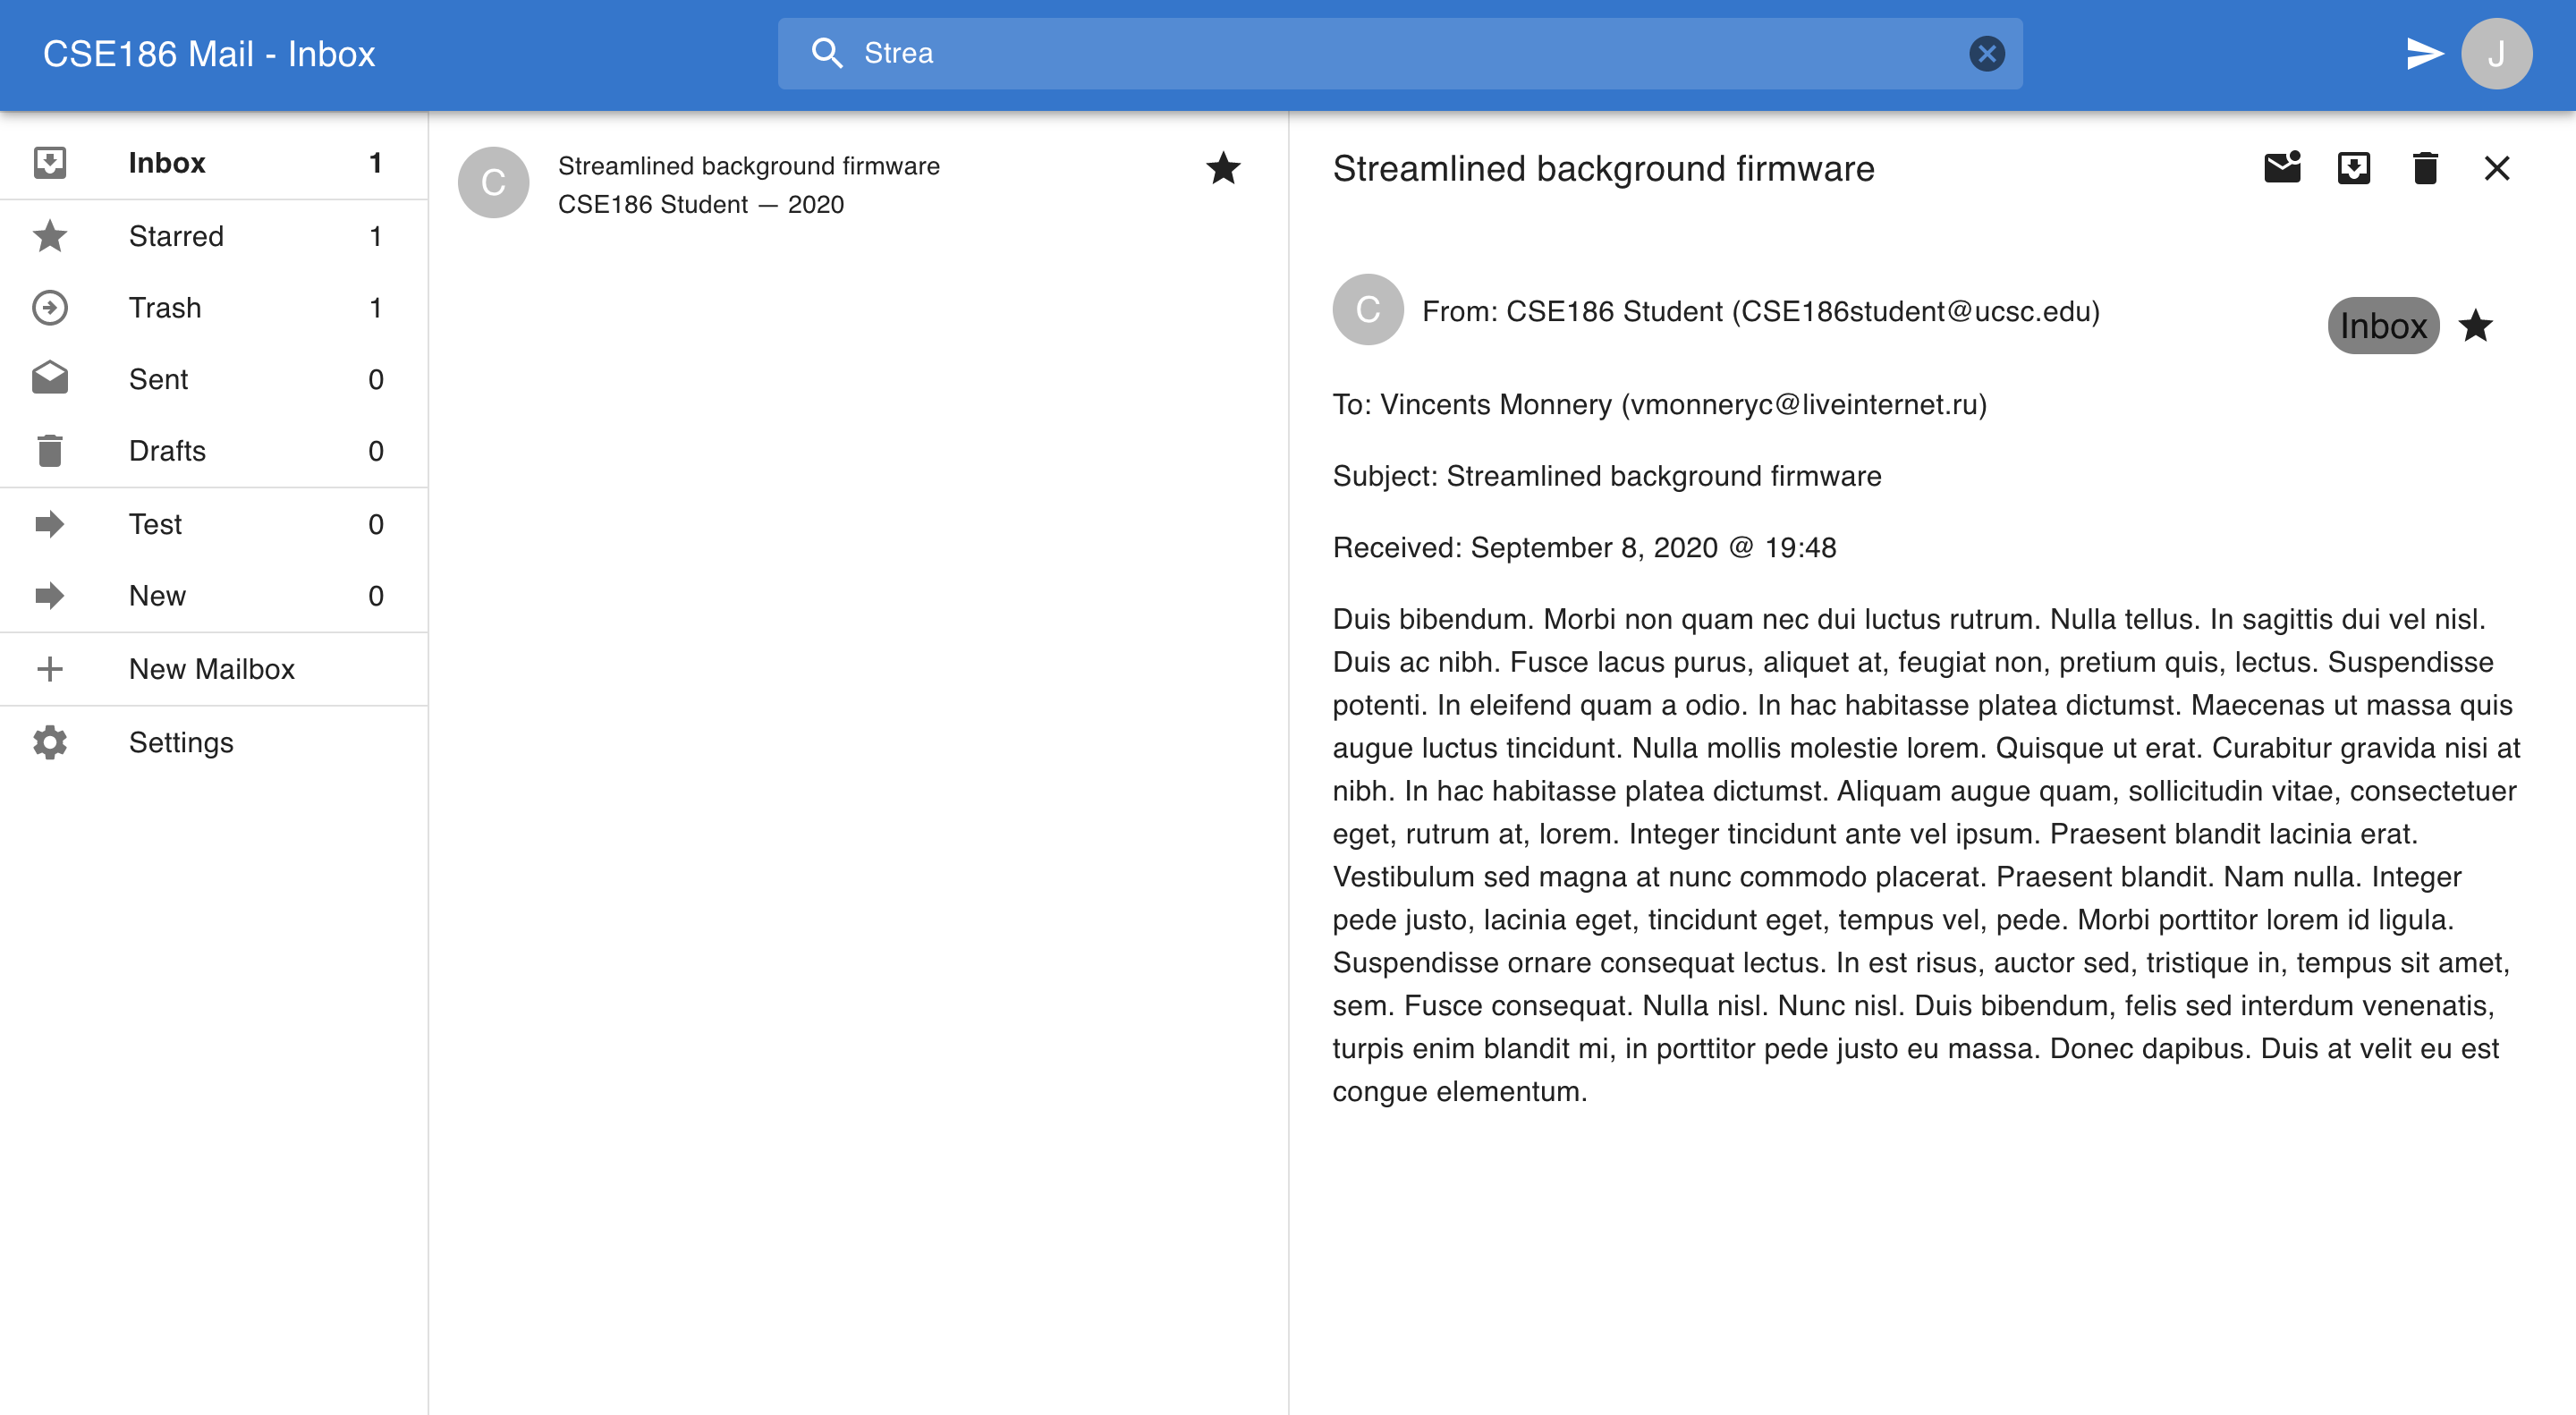 CSE186 Mail - Inbox
Strea
J
Inbox 1
Starred 1
Trash 1
Sent 0
Drafts 0
Test 0
New 0
New Mailbox
Settings
C
Streamlined background firmware
CSE186 Student — 2020
Streamlined background firmware
C
From: CSE186 Student (CSE186student@ucsc.edu)
Inbox
To: Vincents Monnery (vmonneryc@liveinternet.ru)
Subject: Streamlined background firmware
Received: September 8, 2020 @ 19:48
Duis bibendum. Morbi non quam nec dui luctus rutrum. Nulla tellus. In sagittis dui vel nisl.
Duis ac nibh. Fusce lacus purus, aliquet at, feugiat non, pretium quis, lectus. Suspendisse
potenti. In eleifend quam a odio. In hac habitasse platea dictumst. Maecenas ut massa quis
augue luctus tincidunt. Nulla mollis molestie lorem. Quisque ut erat. Curabitur gravida nisi at
nibh. In hac habitasse platea dictumst. Aliquam augue quam, sollicitudin vitae, consectetuer
eget, rutrum at, lorem. Integer tincidunt ante vel ipsum. Praesent blandit lacinia erat.
Vestibulum sed magna at nunc commodo placerat. Praesent blandit. Nam nulla. Integer
pede justo, lacinia eget, tincidunt eget, tempus vel, pede. Morbi porttitor lorem id ligula.
Suspendisse ornare consequat lectus. In est risus, auctor sed, tristique in, tempus sit amet,
sem. Fusce consequat. Nulla nisl. Nunc nisl. Duis bibendum, felis sed interdum venenatis,
turpis enim blandit mi, in porttitor pede justo eu massa. Donec dapibus. Duis at velit eu est
congue elementum.